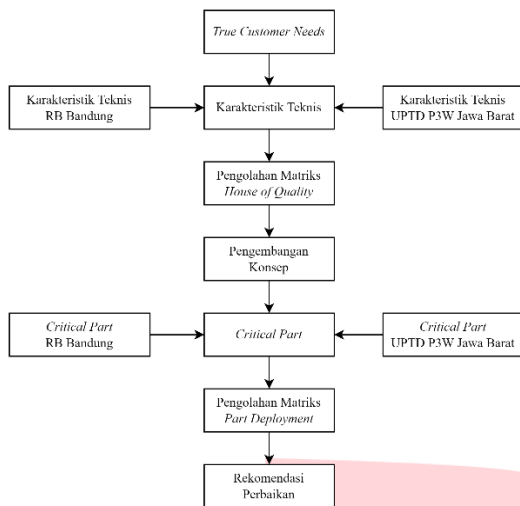 True Customer Needs
Karakteristik Teknis
RB Bandung
Karakteristik Teknis
Karakteristik Teknis
UPTD P3W Jawa Barat
Pengolahan Matriks
House of Quality
Pengembangan
Konsep
Critical Part
RB Bandung
Critical Part
Critical Part
UPTD P3W Jawa Barat
Pengolahan Matriks
Part Deployment
Rekomendasi
Perbaikan